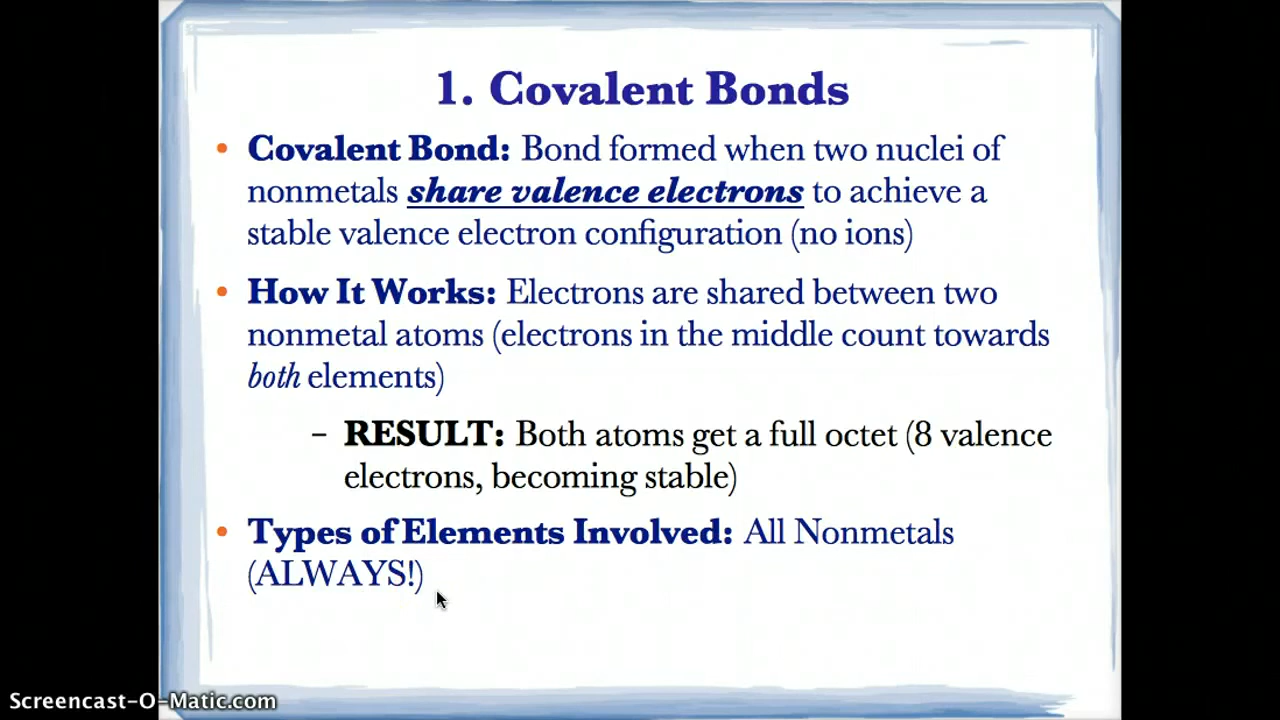 1. Covalent Bonds
• Covalent Bond: Bond formed when two nuclei of
nonmetals share valence electrons to achieve a
stable valence electron configuration (no ions)
• How It Works: Electrons are shared between two
nonmetal atoms (electrons in the middle count towards
both elements)
– RESULT: Both atoms get a full octet (8 valence
electrons, becoming stable)
• Types of Elements Involved: All Nonmetals
(ALWAYS!)
Screencast-O-Matic.com